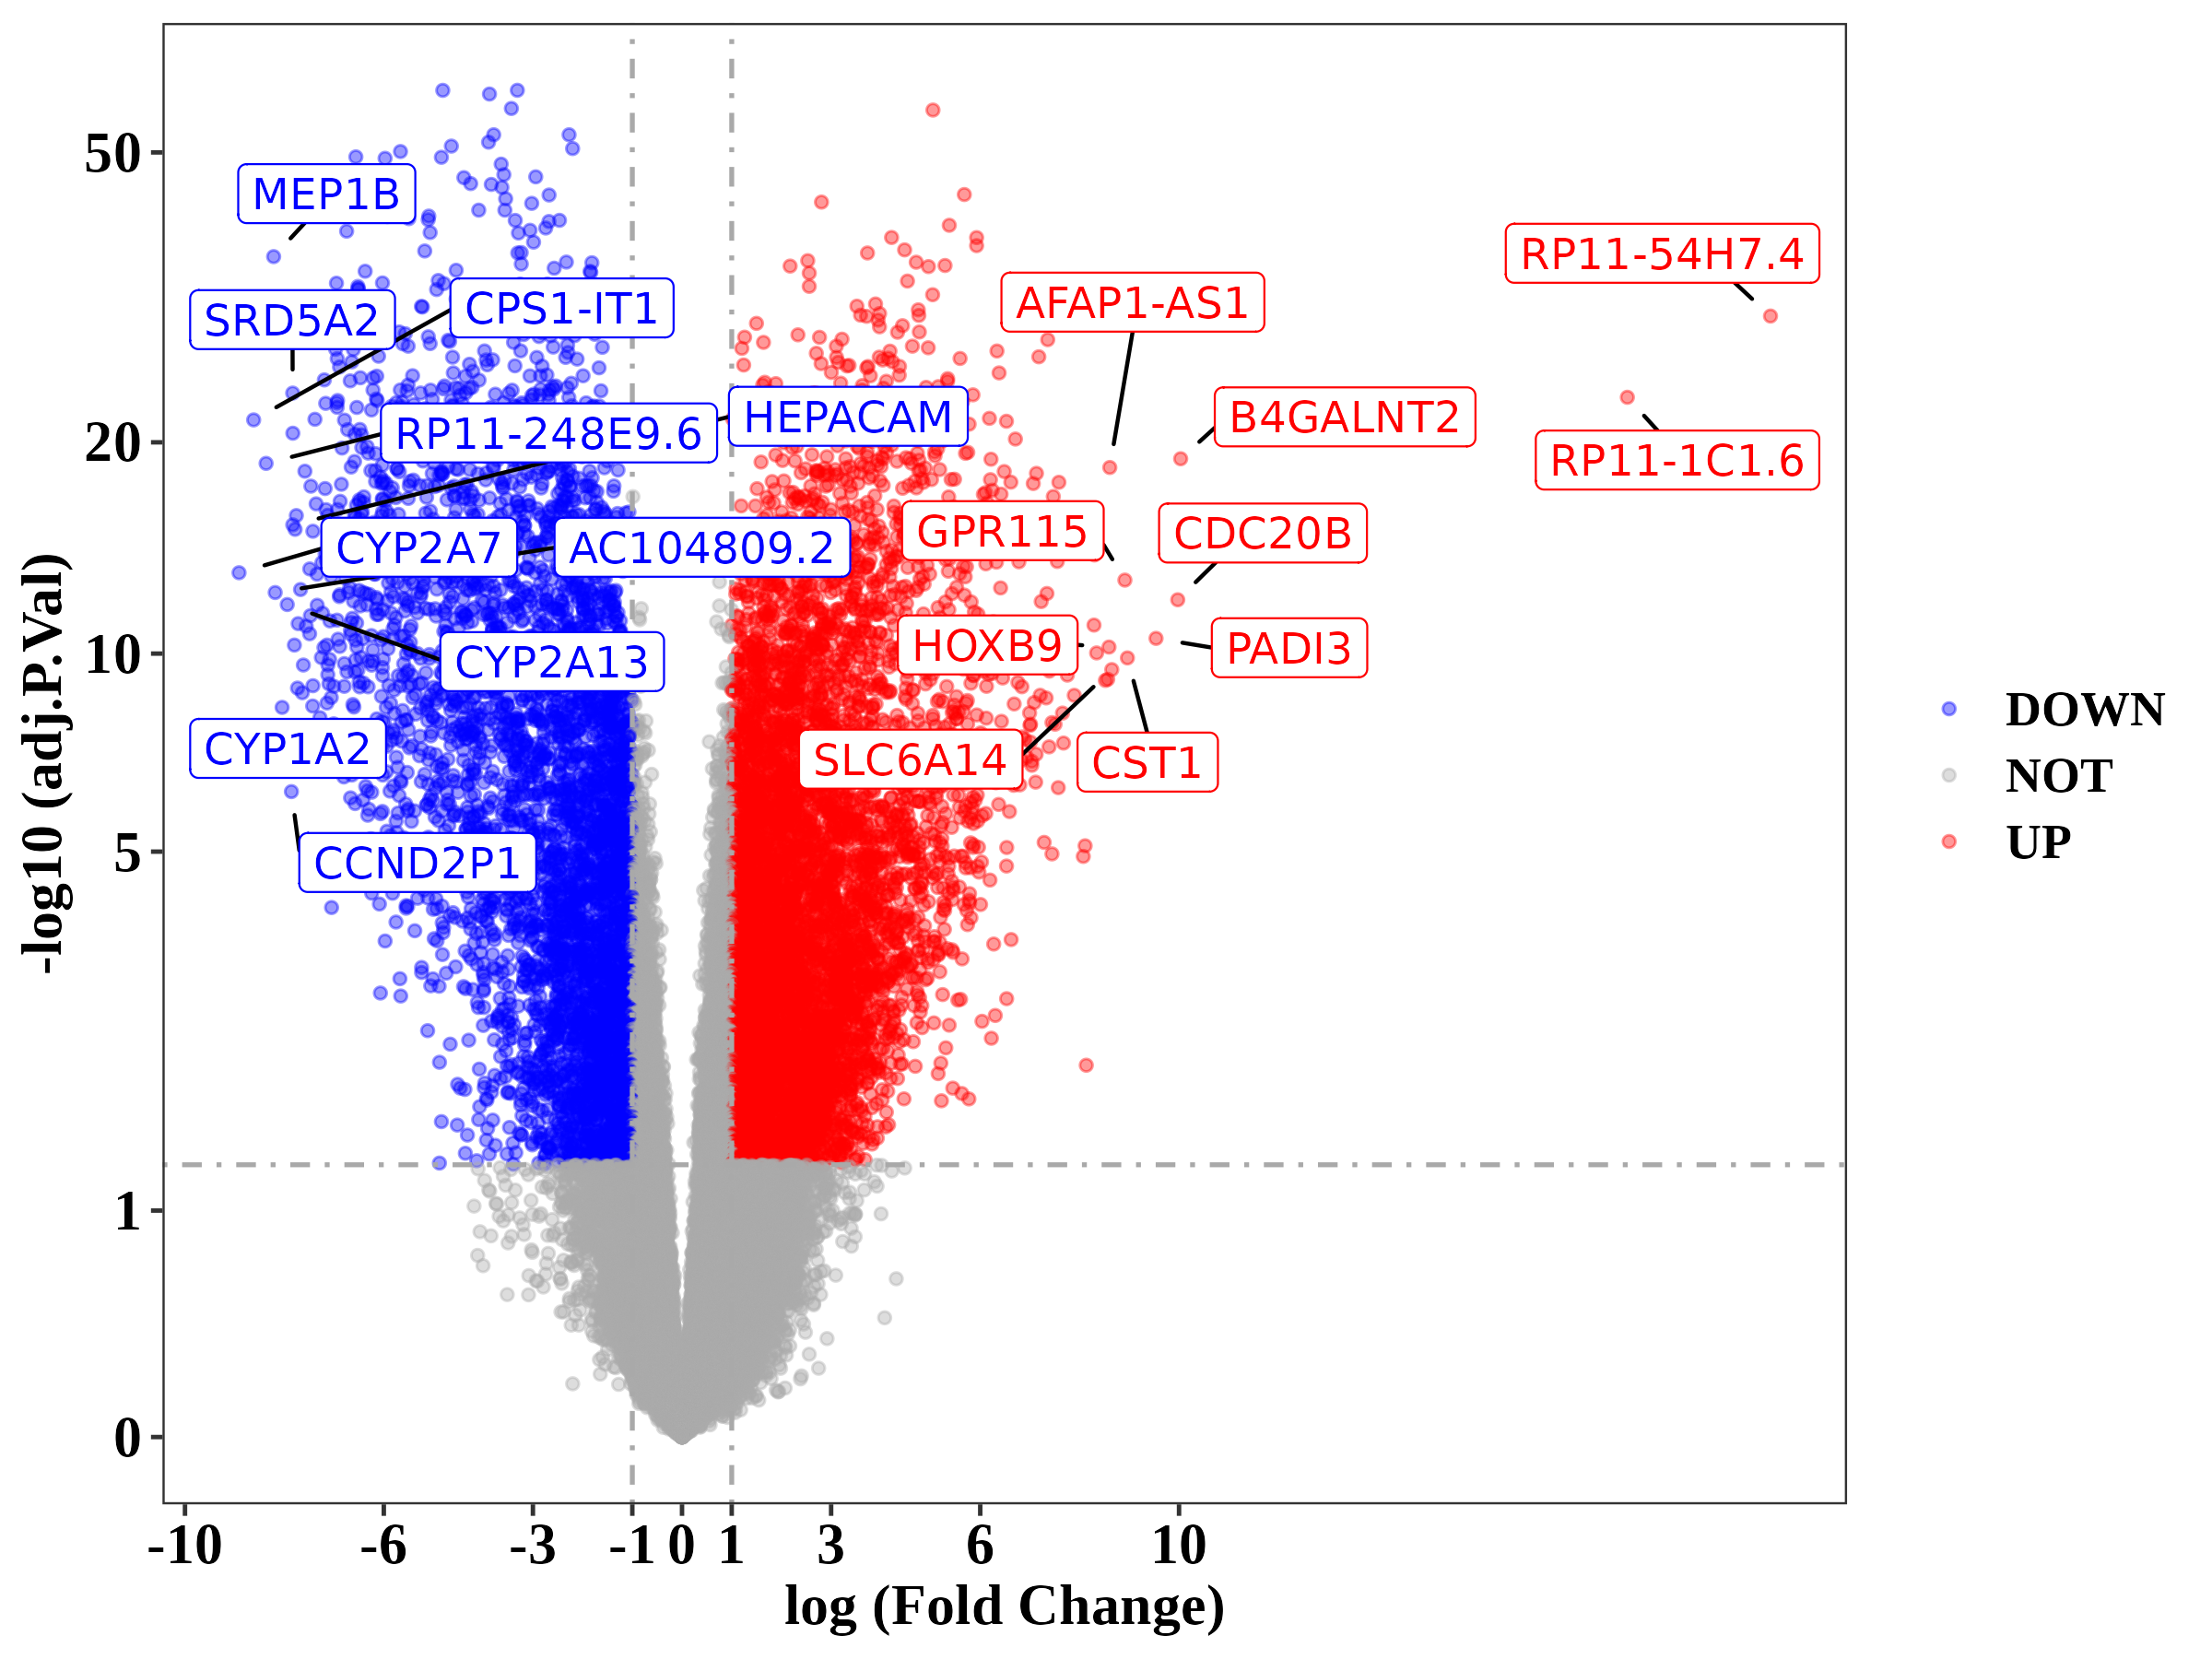 50
20
10
5
1
0
-log10 (adj.P.Val)
MEP1B
SRD5A2
CPS1-IT1
RP11-248E9.6
HEPACAM
CYP2A7
AC104809.2
CYP2A13
CYP1A2
CCND2P1
AFAP1-AS1
RP11-54H7.4
B4GALNT2
RP11-1C1.6
GPR115
CDC20B
HOXB9
PADI3
SLC6A14
CST1
DOWN
NOT
UP
-10 -6 -3 -1 0 1 3 6 10
log (Fold Change)